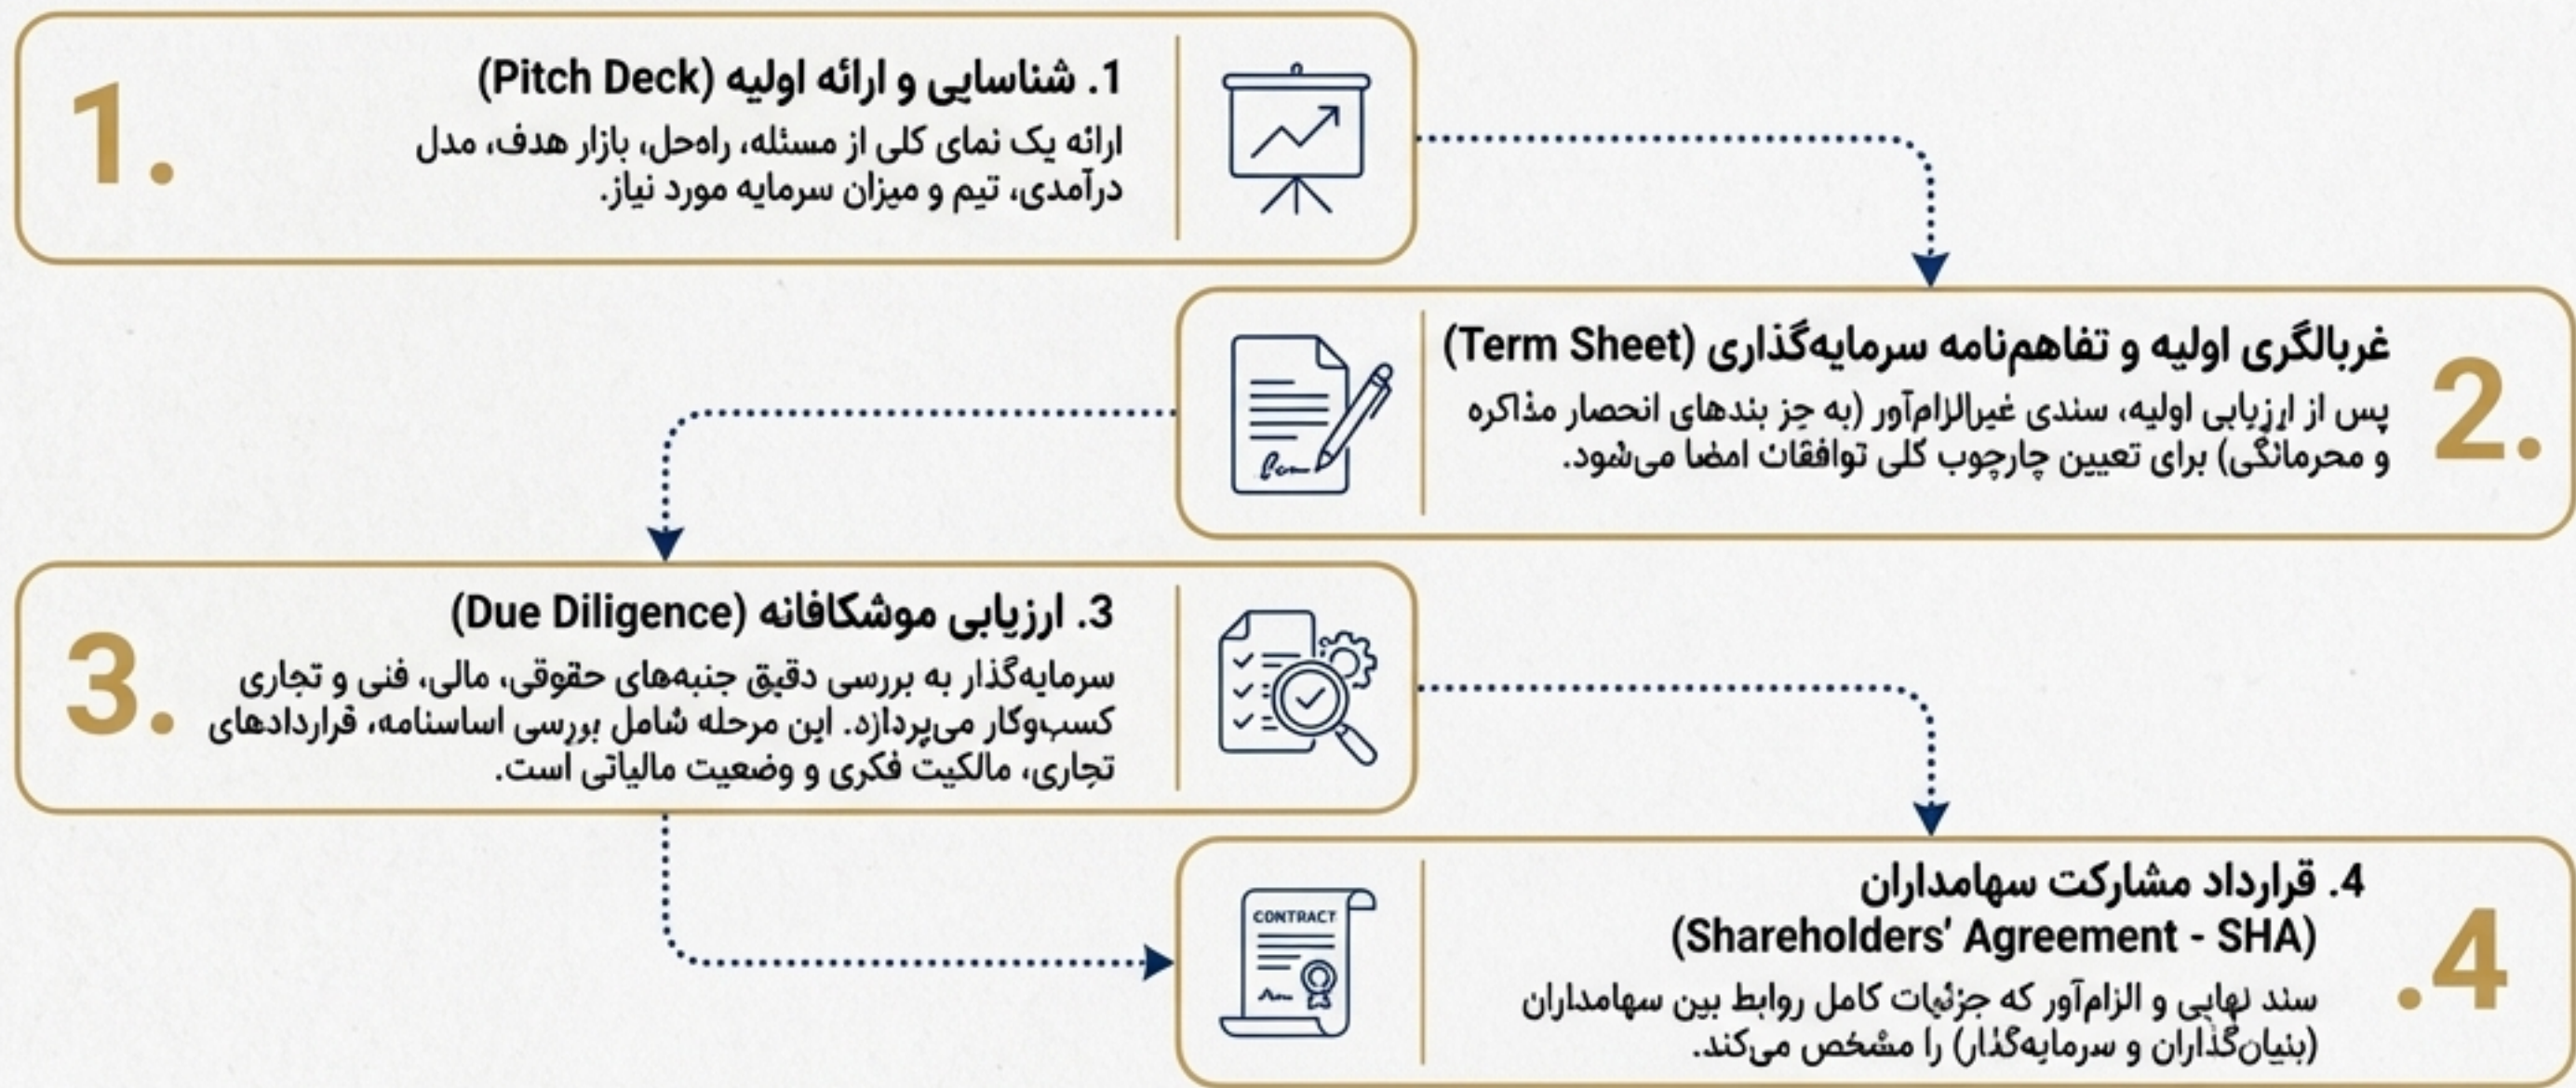 1.
1. شناسایی و ارائه اولیه (Pitch Deck)
ارائه یک نمای کلی از مسئله، راه‌حل، بازار هدف، مدل
درآمدی، تیم و میزان سرمایه مورد نیاز.
2.
غربالگری اولیه و تفاهم‌نامه سرمایه‌گذاری (Term Sheet)
پس از ارزیابی اولیه، سندی غیرالزام‌آور (به جز بندهای انحصار مذاکره
و محرمانگی) برای تعیین چارچوب کلی توافقات امضا می‌شود.
3.
3. ارزیابی موشکافانه (Due Diligence)
سرمایه‌گذار به بررسی دقیق جنبه‌های حقوقی، مالی، فنی و تجاری
کسب‌وکار می‌پردازد. این مرحله شامل بررسی اساسنامه، قراردادهای
تجاری، مالکیت فکری و وضعیت مالیاتی است.
.4
4. قرارداد مشارکت سهامداران
(Shareholders’ Agreement - SHA)
سند نهایی و الزام‌آور که جزئیات کامل روابط بین سهامداران
(بنیان‌گذاران و سرمایه‌گذار) را مشخص می‌کند.
CONTRACT